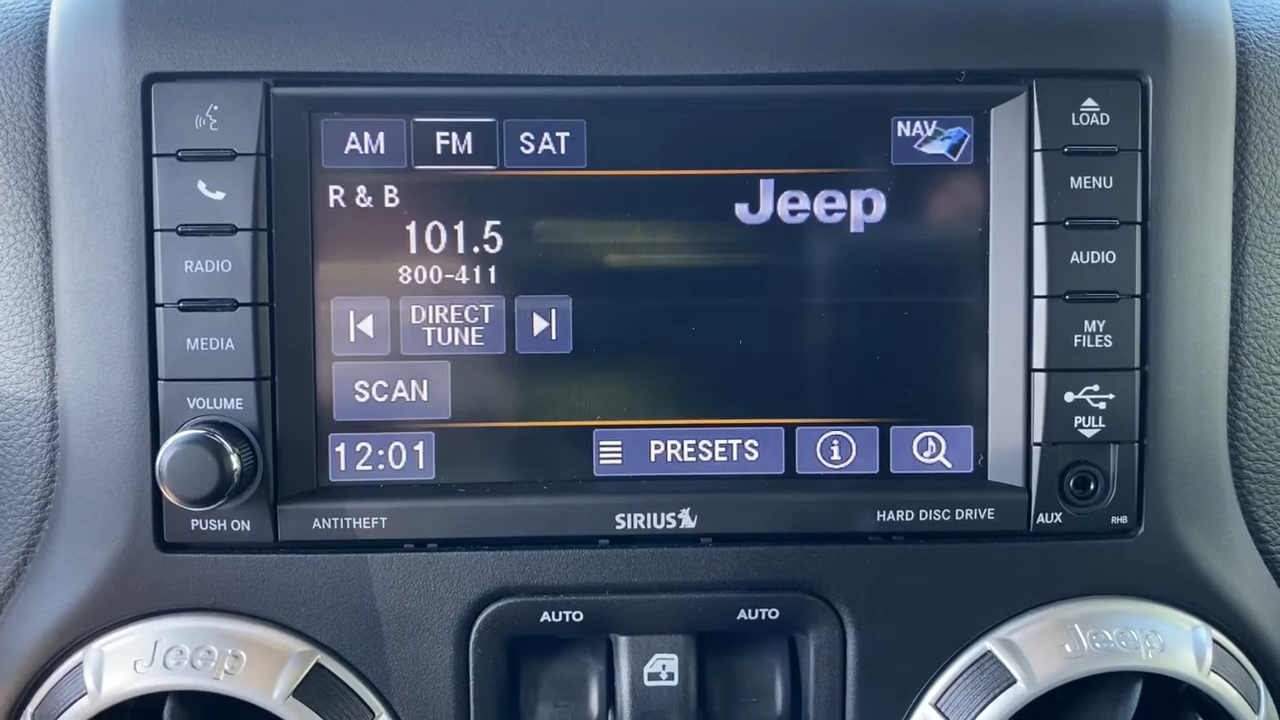 AM FM SAT NAV
R & B
Jeep
101.5
800-411
DIRECT
TUNE
SCAN
12:01 PRESETS i
RADIO
MEDIA
VOLUME
PUSH ON
LOAD
MENU
AUDIO
MY
FILES
PULL
AUX RHB
ANTITHEFT SIRIUS HARD DISC DRIVE
AUTO AUTO
Jeep Jeep